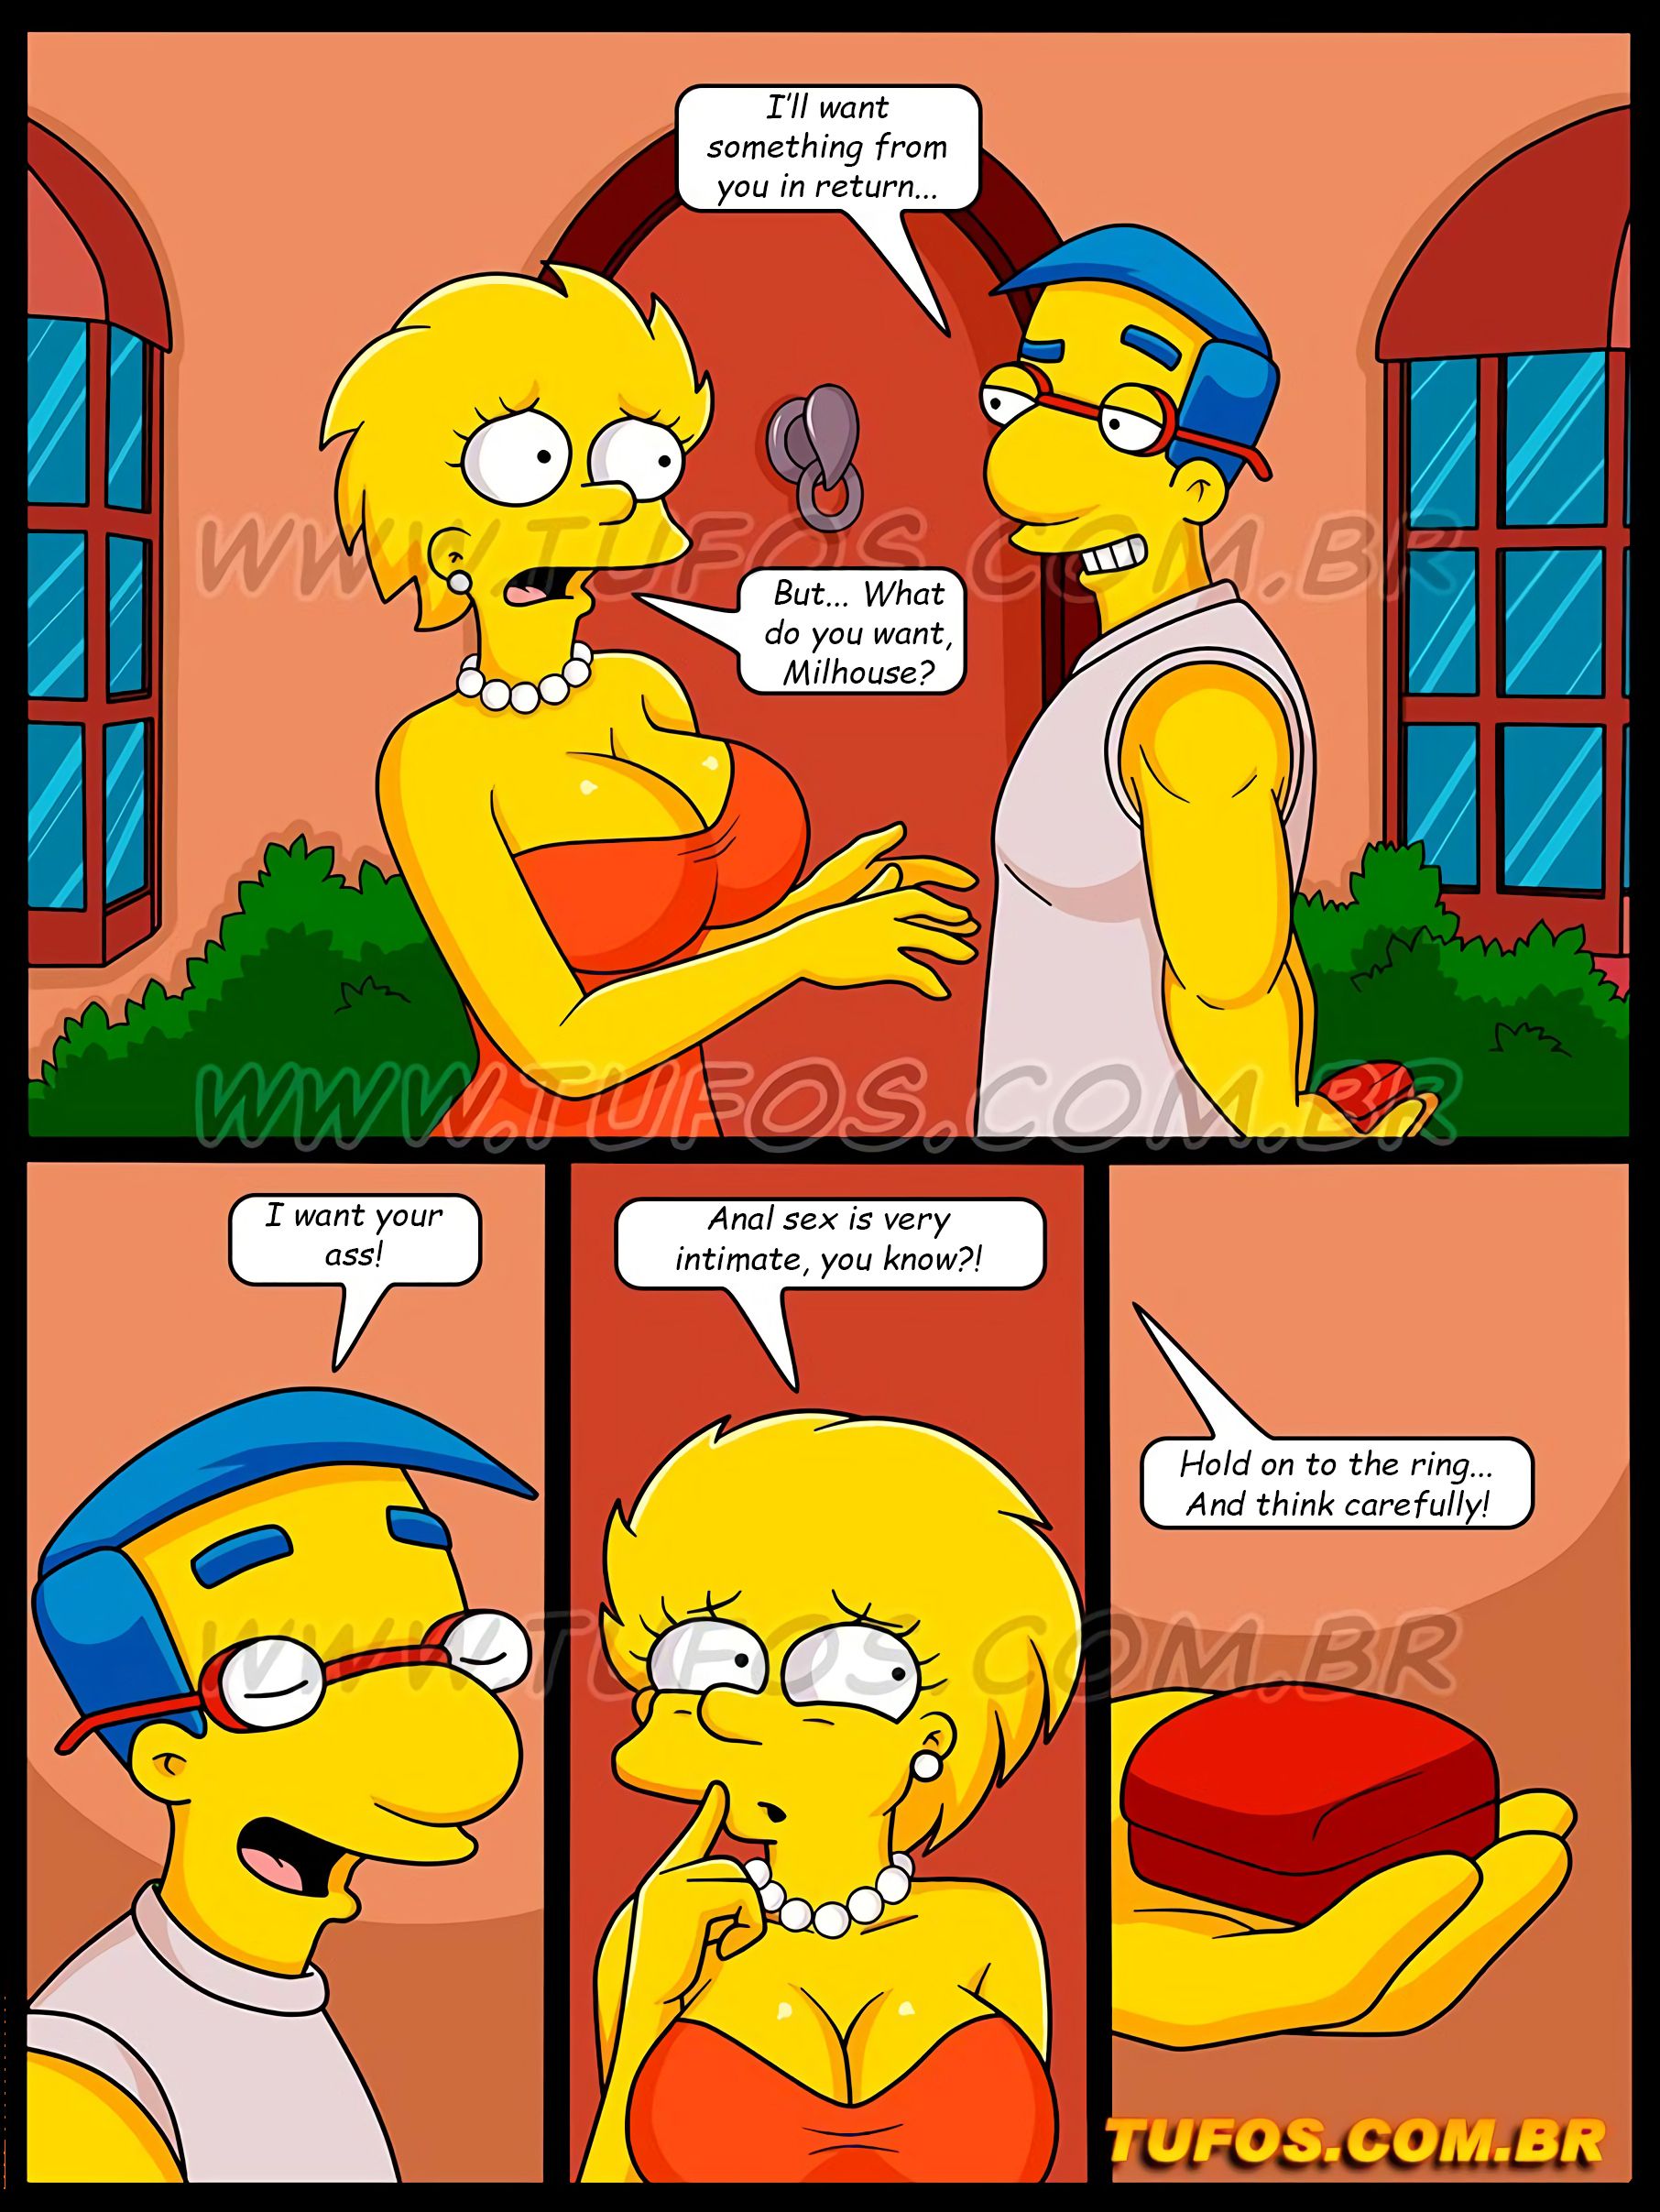 I'll want
something from
you in return...
But... What
do you want,
Milhouse?
WWW.TUFOS.COM.BR
WWW.TUFOS.COM.BR
I want your
ass!
Anal sex is very
intimate, you know?!
Hold on to the ring...
And think carefully!
WWW.TUFOS.COM.BR
TUFOS.COM.BR